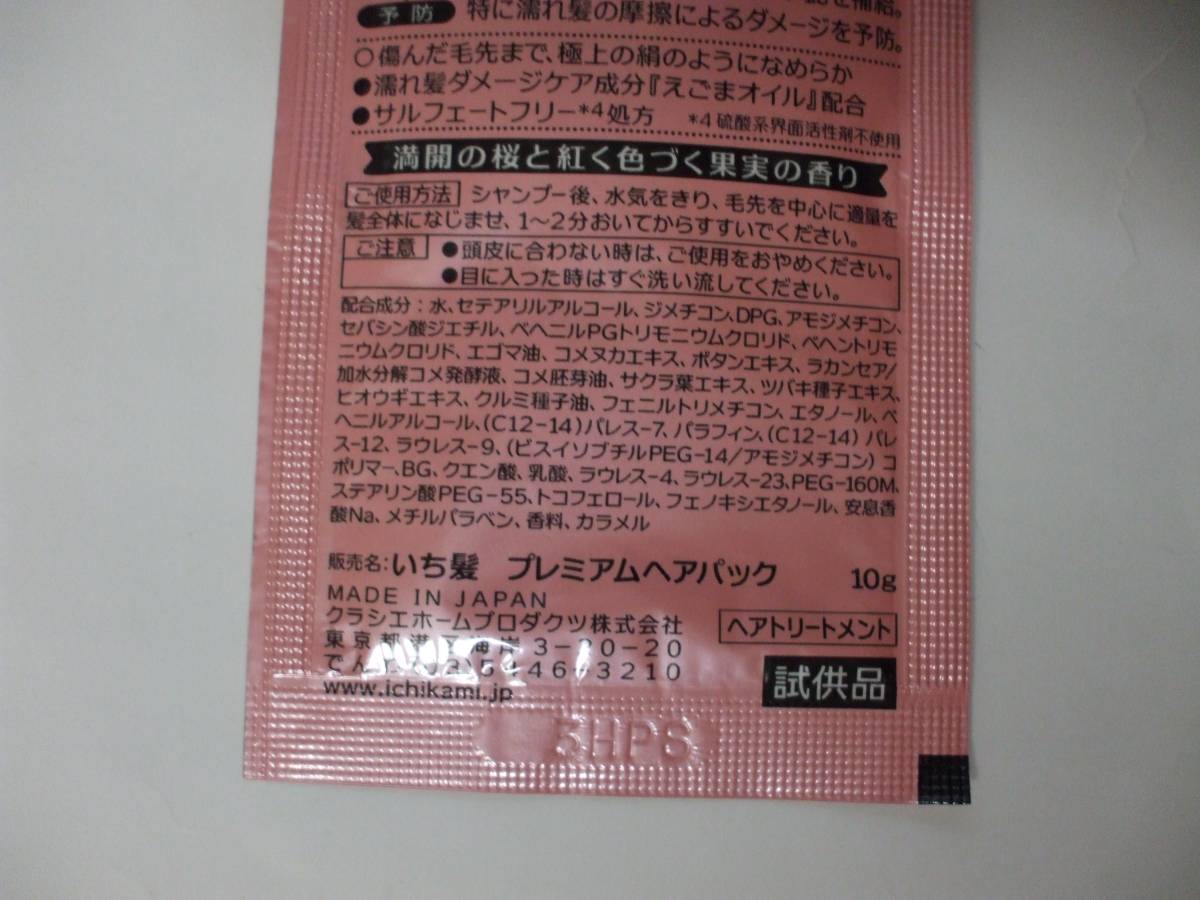 を補給。
予防 特に濡れ髪の摩擦によるダメージを予防。
○傷んだ毛先まで、極上の絹のようになめらか
●濡れ髪ダメージケア成分『えごまオイル』配合
●サルフェートフリー*4処方 *4 硫酸系界面活性剤不使用
満開の桜と紅く色づく果実の香り
ご使用方法 シャンプー後、水気をきり、毛先を中心に適量を
髪全体になじませ、1〜2分おいてからすすいでください。
ご注意 ●頭皮に合わない時は、ご使用をおやめください。
●目に入った時はすぐ洗い流してください。
配合成分：水、セテアリルアルコール、ジメチコン、DPG、アモジメチコン、
セバシン酸ジエチル、ベヘニルPGトリモニウムクロリド、ベヘントリモ
ニウムクロリド、エゴマ油、コメヌカエキス、ボタンエキス、ラカンセア/
加水分解コメ発酵液、コメ胚芽油、サクラ葉エキス、ツバキ種子エキス、
ヒオウギエキス、クルミ種子油、フェニルトリメチコン、エタノール、ベ
ヘニルアルコール、(C12-14)パレス-7、パラフィン、(C12-14)パレ
ス-12、ラウレス-9、(ビスイソブチルPEG-14/アモジメチコン)コ
ポリマー、BG、クエン酸、乳酸、ラウレス-4、ラウレス-23、PEG-160M、
ステアリン酸PEG-55、トコフェロール、フェノキシエタノール、安息香
酸Na、メチルパラベン、香料、カラメル
販売名：いち髪 プレミアムヘアパック 10g
MADE IN JAPAN
クラシエホームプロダクツ株式会社 ヘアトリートメント
東京都港区海岸3-20-20
でん 5446-3210 試供品
www.ichikami.jp
5HPS